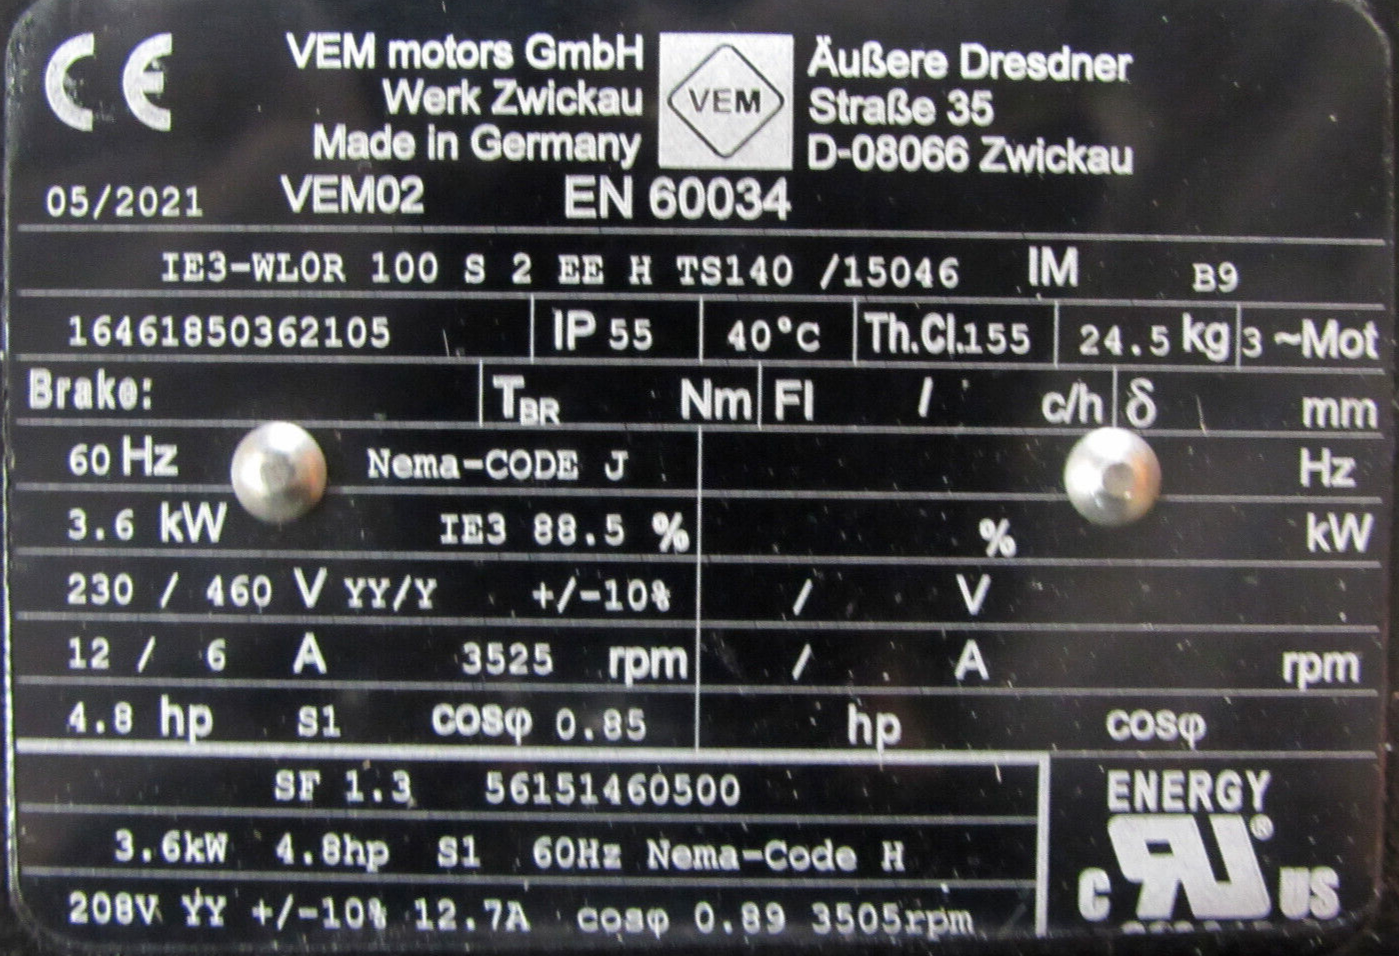 CE
VEM motors GmbH
Werk Zwickau
Made in Germany
VEM
Äußere Dresdner
Straße 35
D-08066 Zwickau
05/2021 VEM02 EN 60034
IE3-WLOR 100 S 2 EE H TS140 /15046 IM B9
16461850362105 IP 55 40°C Th.Cl.155 24.5 kg 3 ~Mot
Brake: TBR Nm Fl / c/h δ mm
60 Hz Nema-CODE J Hz
3.6 kW IE3 88.5 % % kW
230 / 460 V YY/Y +/-10% / V
12 / 6 A 3525 rpm / A rpm
4.8 hp S1 cosφ 0.85 hp cosφ
SF 1.3 56151460500
3.6kW 4.8hp S1 60Hz Nema-Code H
208V YY +/-10% 12.7A cosφ 0.89 3505rpm
ENERGY
c RU ® US